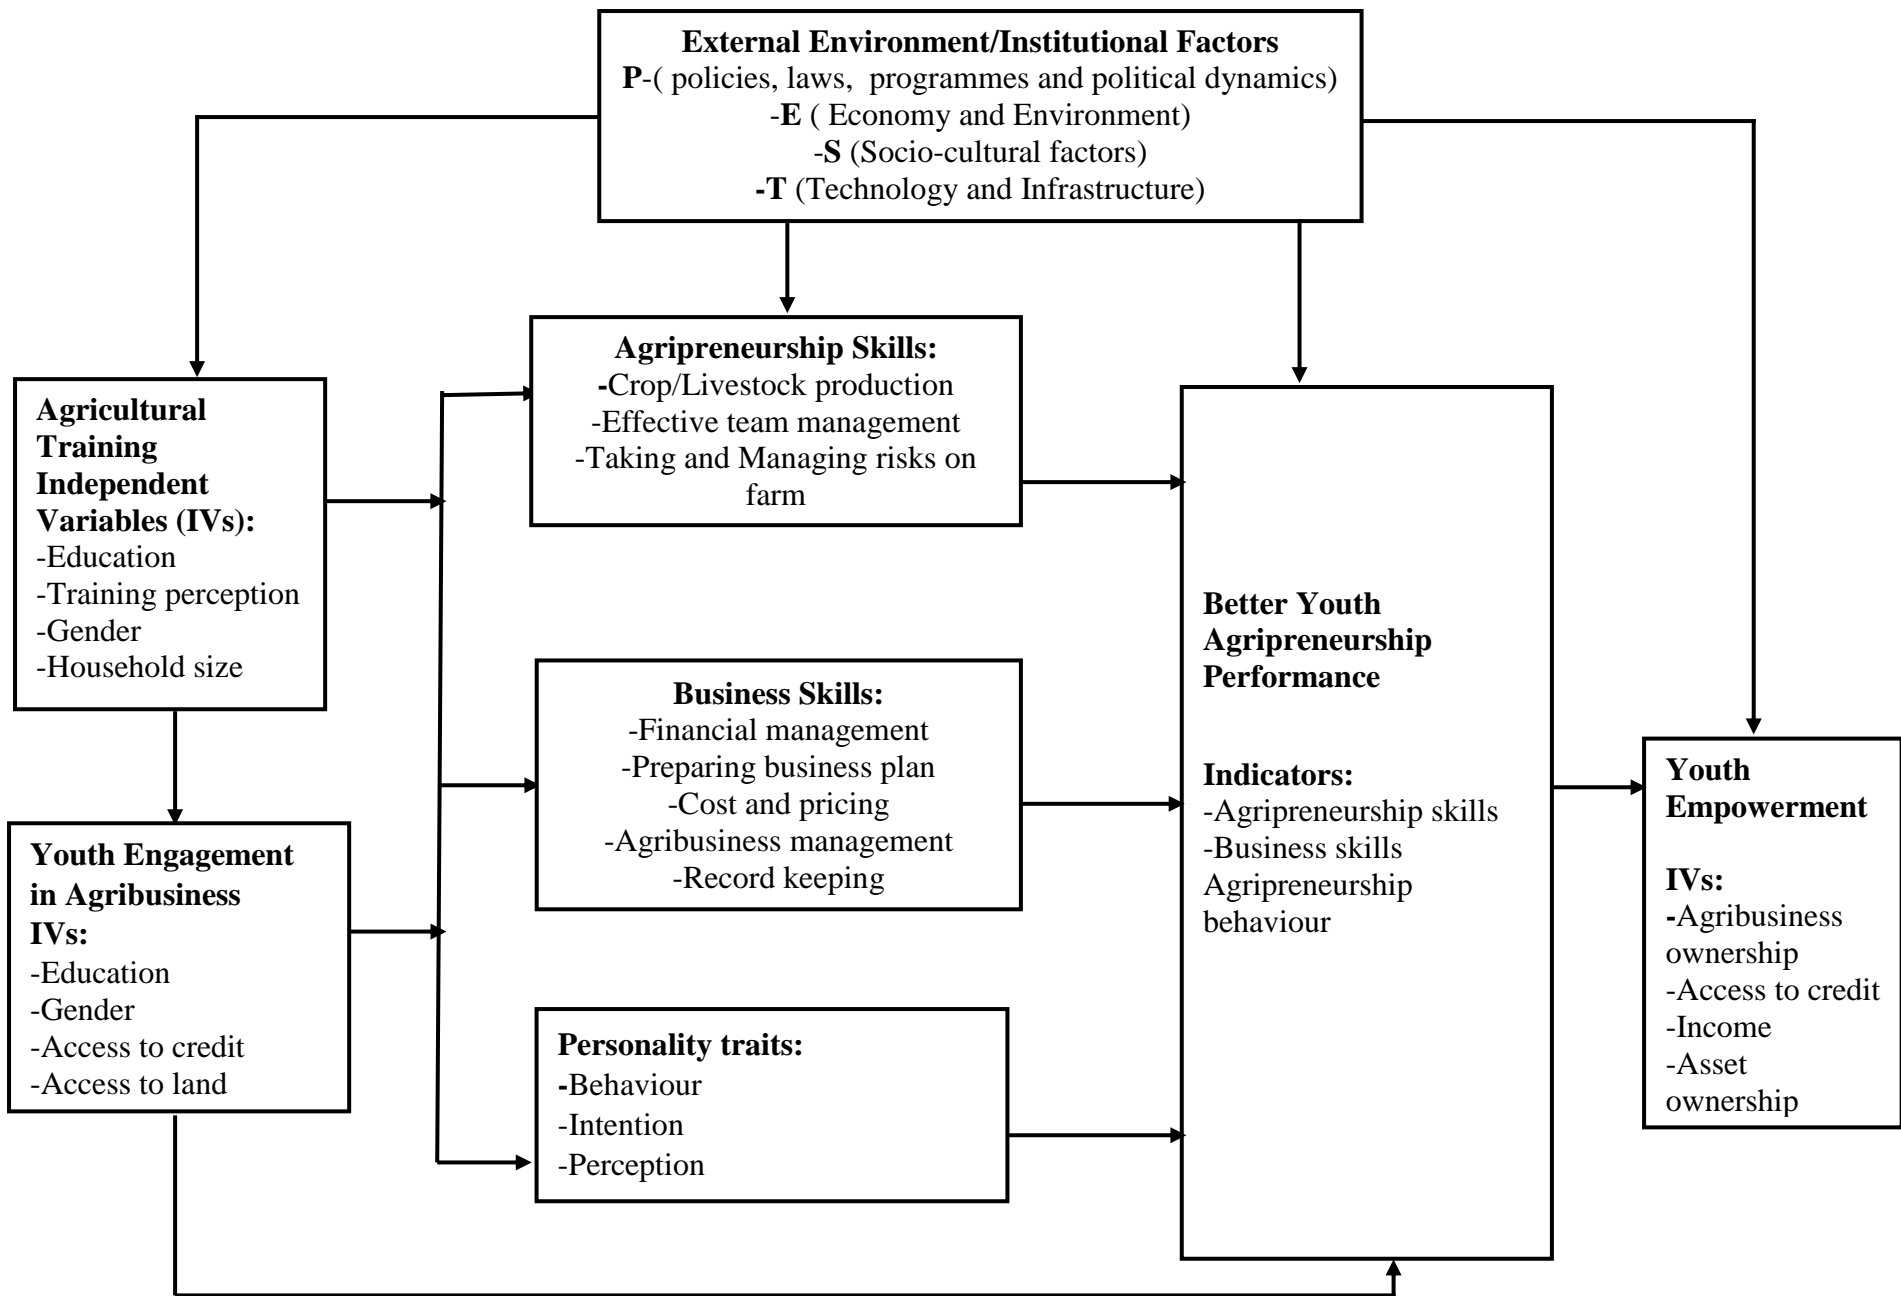 External Environment/Institutional Factors
P-( policies, laws,  programmes and political dynamics)
-E ( Economy and Environment)
-S (Socio-cultural factors)
-T (Technology and Infrastructure)
Agripreneurship Skills:
-Crop/Livestock production
-Effective team management
-Taking and Managing risks on
farm
Agricultural
Training
Independent
Variables (IVs):
-Education
-Training perception
-Gender
-Household size
Business Skills:
-Financial management
-Preparing business plan
-Cost and pricing
-Agribusiness management
-Record keeping
Better Youth
Agripreneurship
Performance
Indicators:
-Agripreneurship skills
-Business skills
Agripreneurship
behaviour
Youth
Empowerment
IVs:
-Agribusiness
ownership
-Access to credit
-Income
-Asset
ownership
Youth Engagement
in Agribusiness
IVs:
-Education
-Gender
-Access to credit
-Access to land
Personality traits:
-Behaviour
-Intention
-Perception